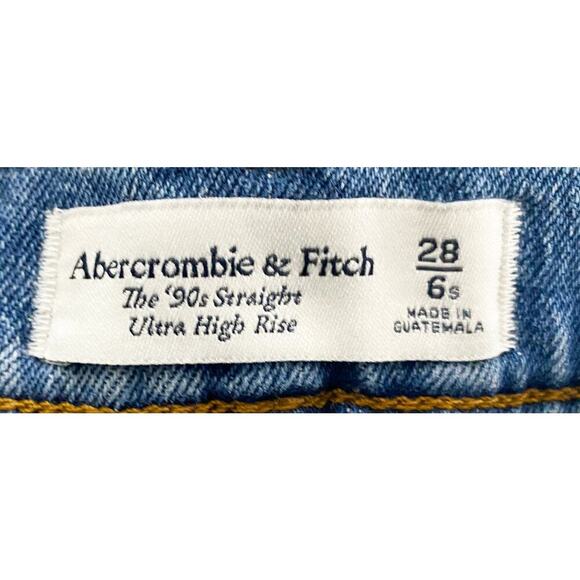 Abercrombie & Fitch
The '90s Straight
Ultra High Rise
28
6s
MADE IN
GUATEMALA